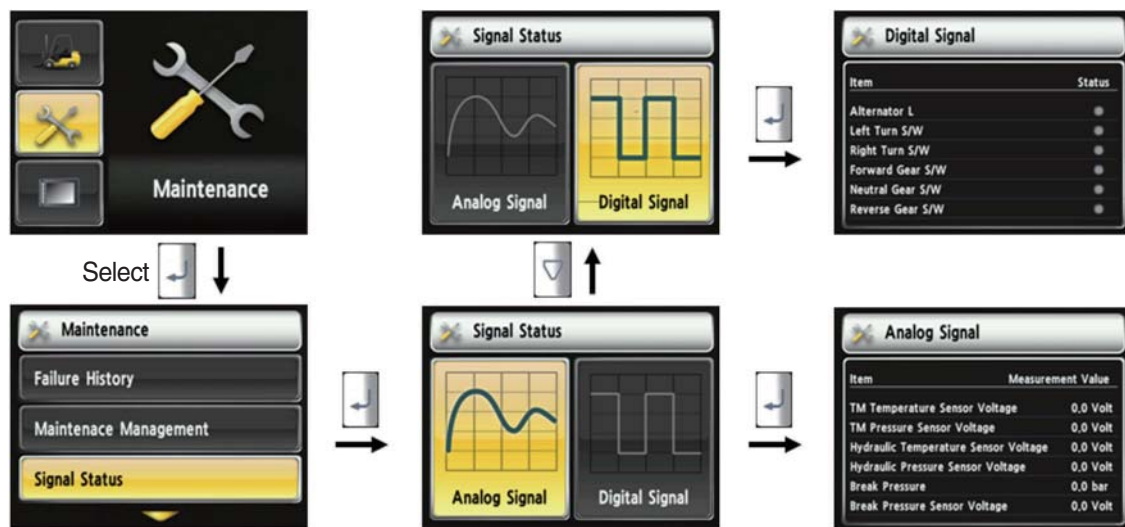 Maintenance
Select
Maintenance
Failure History
Maintenace Management
Signal Status
Signal Status
Analog Signal Digital Signal
Signal Status
Analog Signal Digital Signal
Digital Signal
Item Status
Alternator L
Left Turn S/W
Right Turn S/W
Forward Gear S/W
Neutral Gear S/W
Reverse Gear S/W
Analog Signal
Item Measurement Value
TM Temperature Sensor Voltage 0,0 Volt
TM Pressure Sensor Voltage 0,0 Volt
Hydraulic Temperature Sensor Voltage 0,0 Volt
Hydraulic Pressure Sensor Voltage 0,0 Volt
Break Pressure 0,0 bar
Break Pressure Sensor Voltage 0,0 Volt